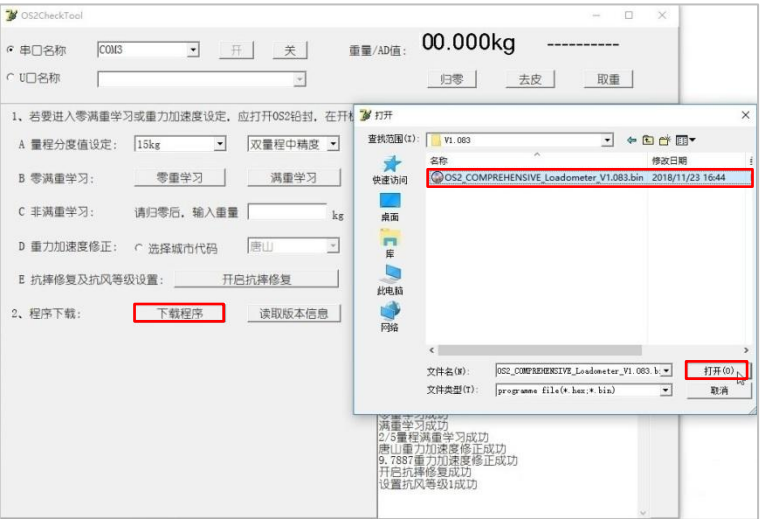 OS2CheckTool
串口名称 COM3 开 关 重量/AD值: 00.000kg ----------
U口名称 归零 去皮 取重
1、若要进入零满重学习或重力加速度设定，应打开OS2铅封，在开机
A 量程分度值设定: 15kg 双量程中精度
B 零满重学习: 零重学习 满重学习
C 非满重学习: 请归零后，输入重量 kg
D 重力加速度修正: 选择城市代码 唐山
E 抗摔修复及抗风等级设置: 开启抗摔修复
2、程序下载: 下载程序 读取版本信息
打开
查找范围(I): V1.083
名称 修改日期
OS2_COMPREHENSIVE_Loadometer_V1.083.bin 2018/11/23 16:44
快速访问
桌面
库
此电脑
网络
文件名(N): OS2_COMPREHENSIVE_Loadometer_V1.083.b 打开(O)
文件类型(T): programme file(*.hex;*.bin) 取消
零重学习成功
满重学习成功
2/5量程满重学习成功
唐山重力加速度修正成功
9.7887重力加速度修正成功
开启抗摔修复成功
设置抗风等级1成功